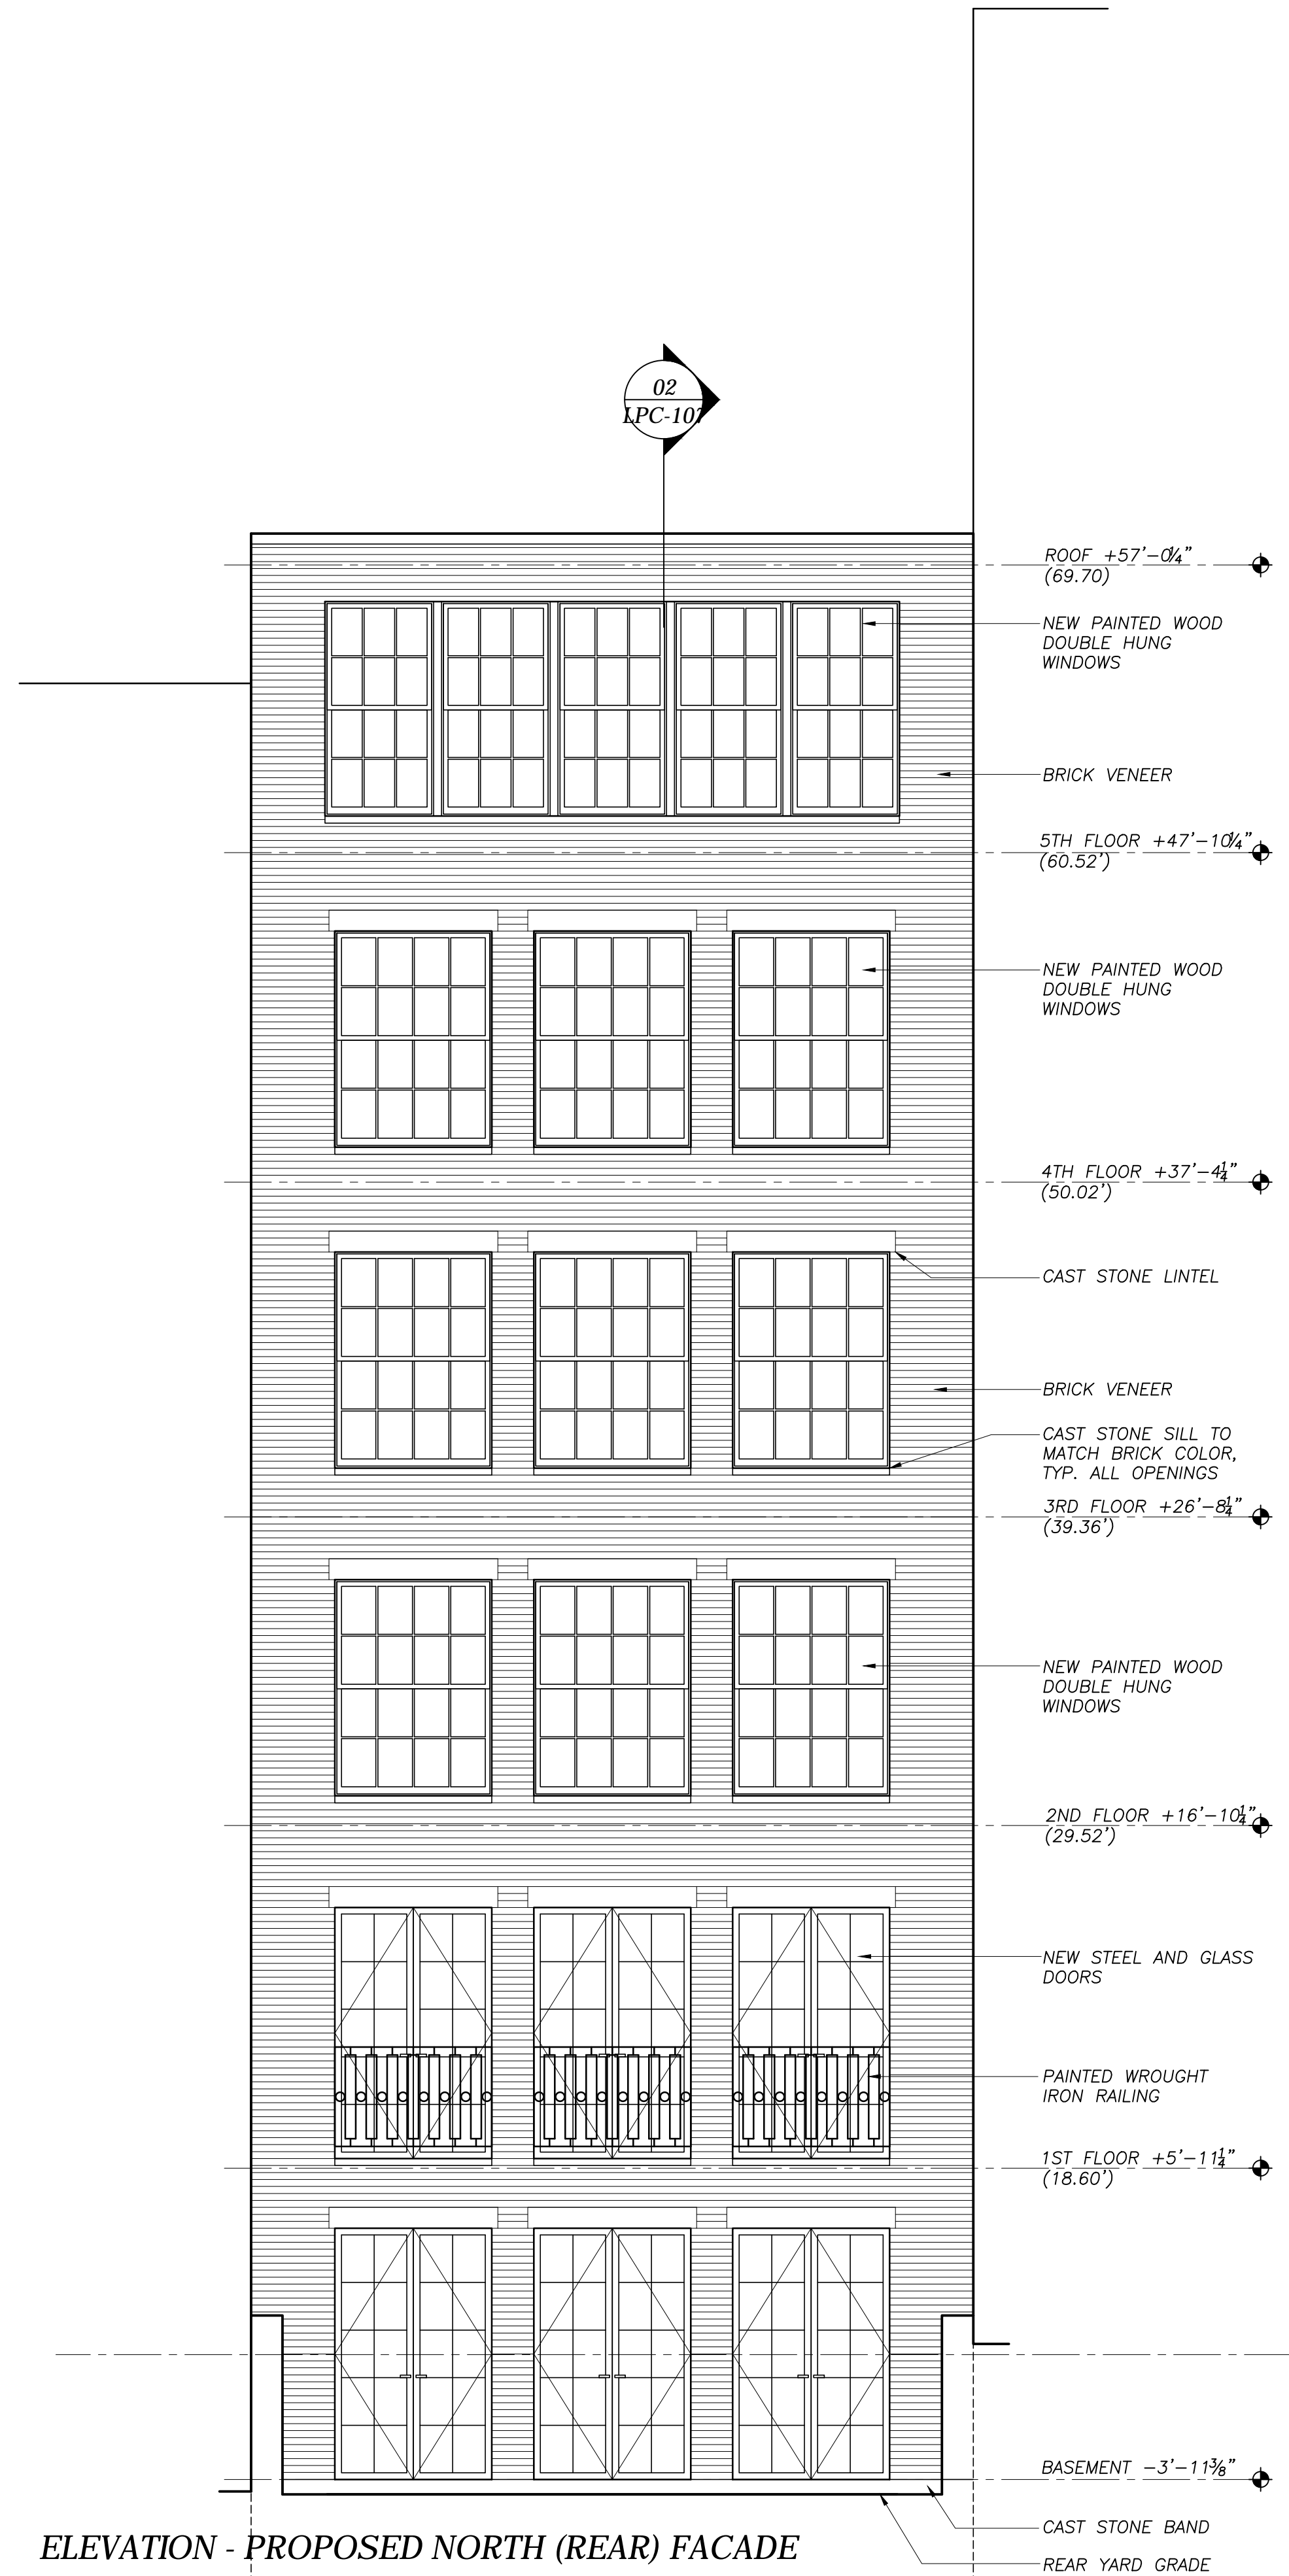 02
LPC-107
ROOF +57'-0¼"
(69.70)
NEW PAINTED WOOD
DOUBLE HUNG
WINDOWS
BRICK VENEER
5TH FLOOR +47'-10¼"
(60.52')
NEW PAINTED WOOD
DOUBLE HUNG
WINDOWS
4TH FLOOR +37'-4¼"
(50.02')
CAST STONE LINTEL
BRICK VENEER
CAST STONE SILL TO
MATCH BRICK COLOR,
TYP. ALL OPENINGS
3RD FLOOR +26'-8¼"
(39.36')
NEW PAINTED WOOD
DOUBLE HUNG
WINDOWS
2ND FLOOR +16'-10¼"
(29.52')
NEW STEEL AND GLASS
DOORS
PAINTED WROUGHT
IRON RAILING
1ST FLOOR +5'-11¼"
(18.60')
BASEMENT -3'-11⅜"
CAST STONE BAND
REAR YARD GRADE
ELEVATION - PROPOSED NORTH (REAR) FACADE